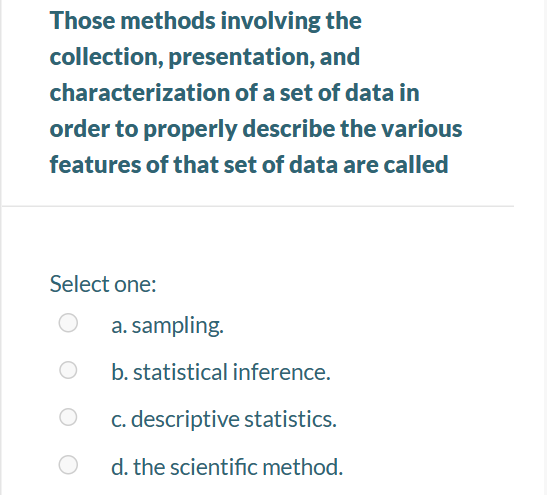 Those methods involving the
collection, presentation, and
characterization of a set of data in
order to properly describe the various
features of that set of data are called
Select one:
a. sampling.
b. statistical inference.
c. descriptive statistics.
d. the scientific method.